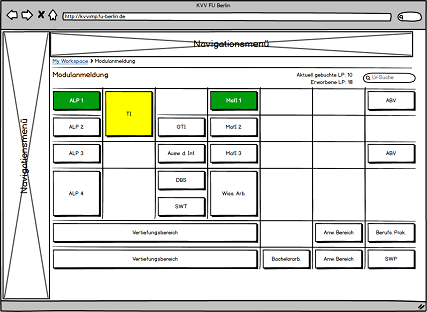 KVV FU Berlin
http://kvvmp.fu-berlin.de
Navigationsmenü
Navigationsmenü
My Workspace > Modulanmeldung
Modulanmeldung
Aktuell gebuchte LP: 10
Erworbene LP: 18
LV-Suche
ALP 1
TI
MafI 1
ABV
ALP 2
GTI
MafI 2
ALP 3
Ausw d. Inf
MafI 3
ABV
ALP 4
DBS
Wiss. Arb.
SWT
Vertiefungsbereich
Anw Bereich
Berufs. Prak.
Vertiefungsbereich
Bachelorarb.
Anw Bereich
SWP